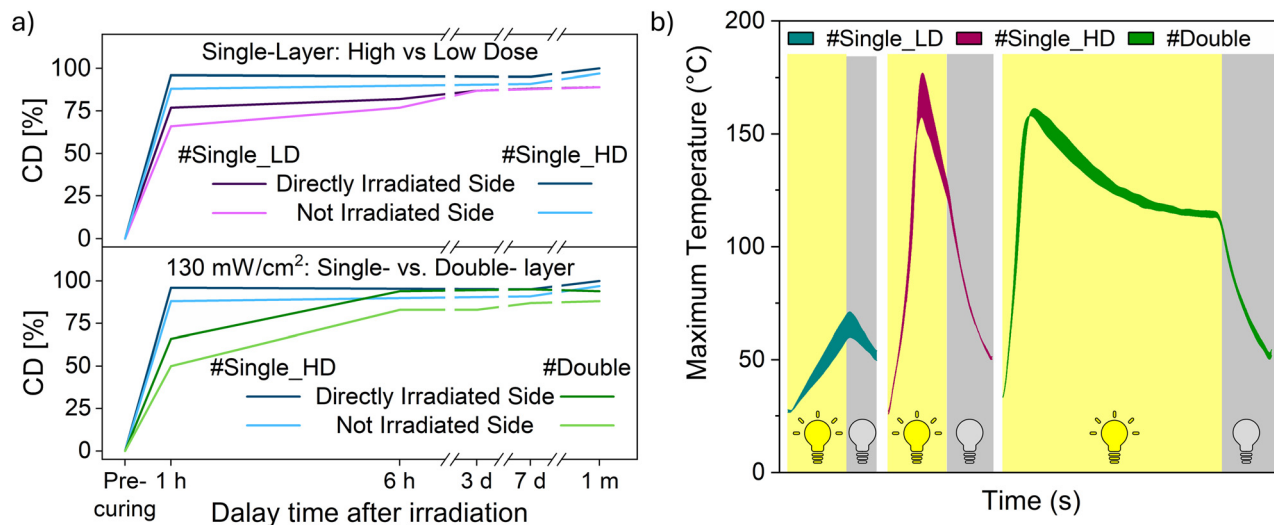 a)
Single-Layer: High vs Low Dose
100
75
50
25
0
CD [%]
#Single_LD #Single_HD
Directly Irradiated Side
Not Irradiated Side
130 mW/cm²: Single- vs. Double- layer
100
75
50
25
0
CD [%]
#Single_HD #Double
Directly Irradiated Side
Not Irradiated Side
Pre-curing 1 h 6 h 3 d 7 d 1 m
Dalay time after irradiation
b)
200
150
100
50
0
Maximum Temperature (°C)
#Single_LD #Single_HD #Double
Time (s)